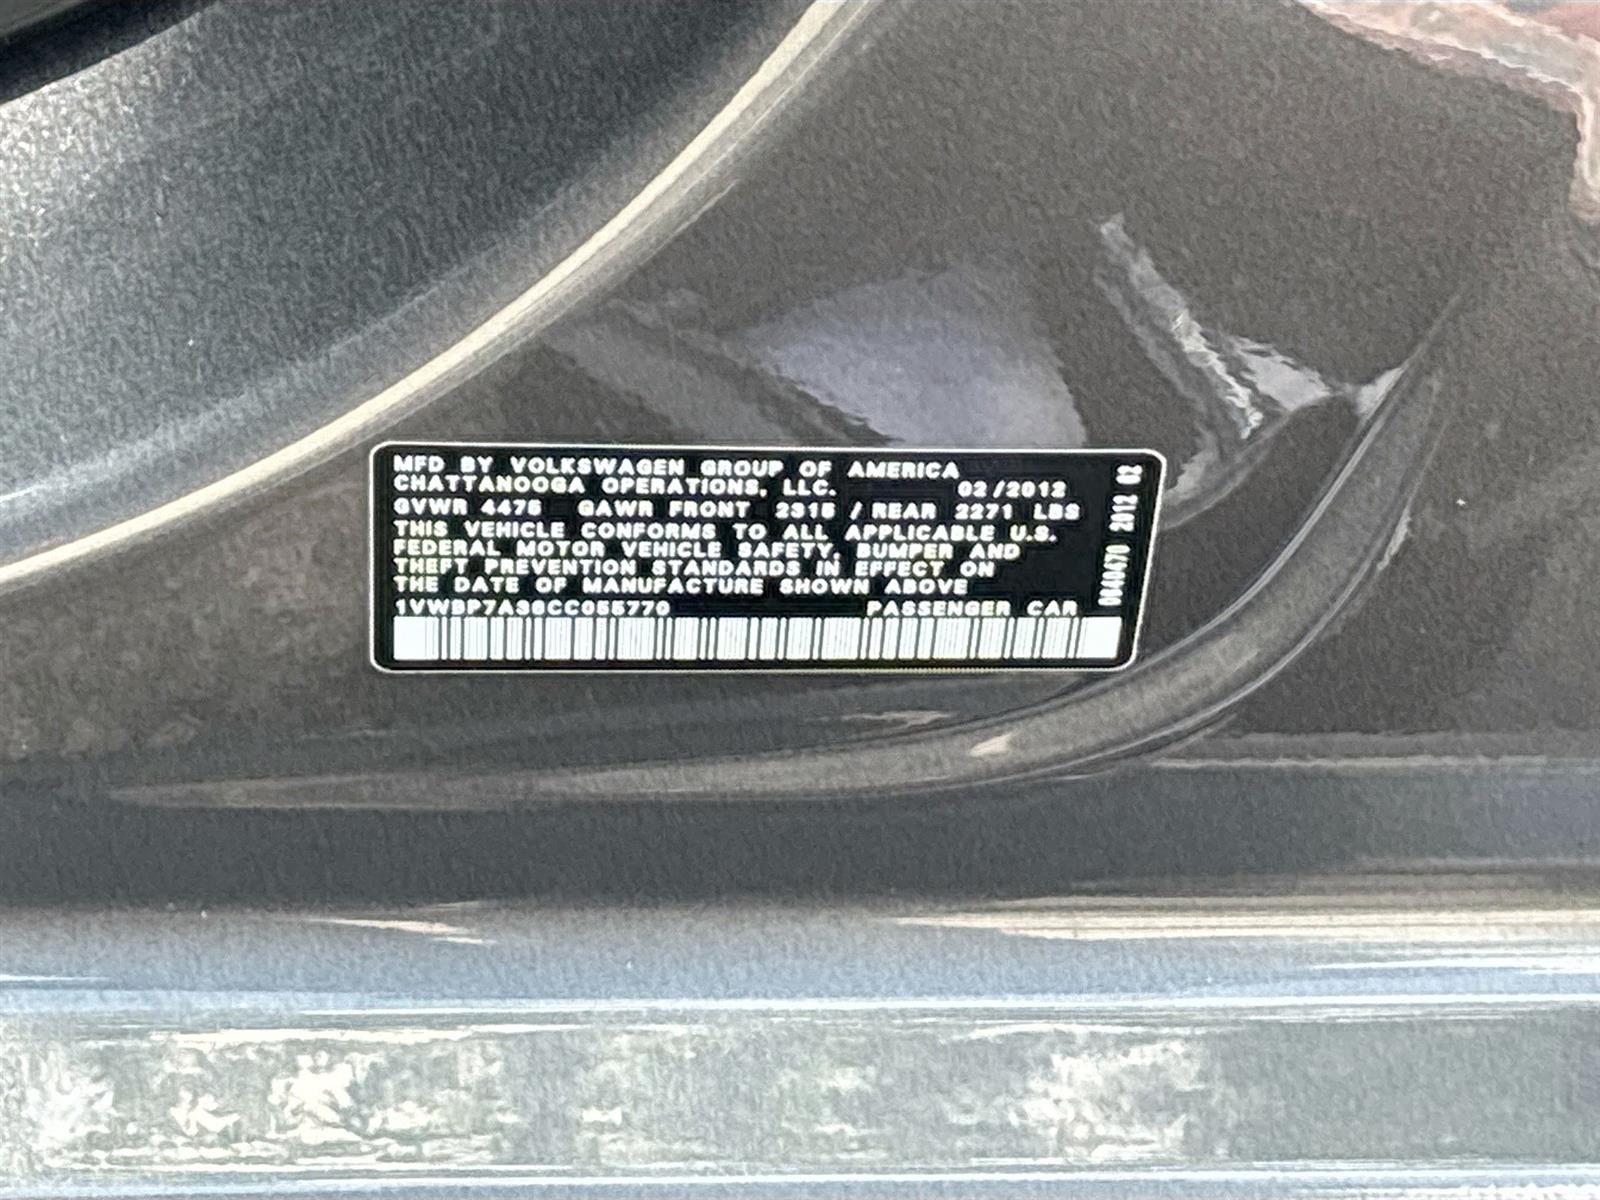 MFD BY VOLKSWAGEN GROUP OF AMERICA
CHATTANOOGA OPERATIONS, LLC. 02/2012
GVWR 4475 GAWR FRONT 2315 / REAR 2271 LBS
THIS VEHICLE CONFORMS TO ALL APPLICABLE U.S.
FEDERAL MOTOR VEHICLE SAFETY, BUMPER AND
THEFT PREVENTION STANDARDS IN EFFECT ON
THE DATE OF MANUFACTURE SHOWN ABOVE
1VWBP7A36CC055770 PASSENGER CAR
0640470 2012 02